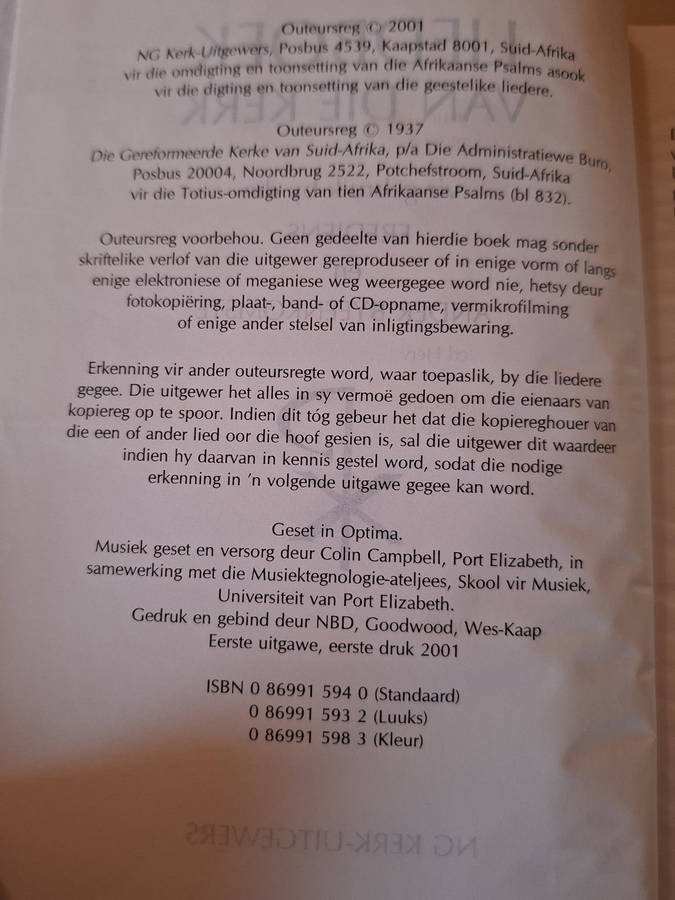 Outeursreg © 2001
NG Kerk-Uitgewers, Posbus 4539, Kaapstad 8001, Suid-Afrika
vir die omdigting en toonsetting van die Afrikaanse Psalms asook
vir die digting en toonsetting van die geestelike liedere.
Outeursreg © 1937
Die Gereformeerde Kerke van Suid-Afrika, p/a Die Administratiewe Buro,
Posbus 20004, Noordbrug 2522, Potchefstroom, Suid-Afrika
vir die Totius-omdigting van tien Afrikaanse Psalms (bl 832).
Outeursreg voorbehou. Geen gedeelte van hierdie boek mag sonder
skriftelike verlof van die uitgewer gereproduseer of in enige vorm of langs
enige elektroniese of meganiese weg weergegee word nie, hetsy deur
fotokopiëring, plaat-, band- of CD-opname, vermikrofilming
of enige ander stelsel van inligtingsbewaring.
Erkenning vir ander outeursregte word, waar toepaslik, by die liedere
gegee. Die uitgewer het alles in sy vermoë gedoen om die eienaars van
kopiereg op te spoor. Indien dit tóg gebeur het dat die kopiereghouer van
die een of ander lied oor die hoof gesien is, sal die uitgewer dit waardeer
indien hy daarvan in kennis gestel word, sodat die nodige
erkenning in 'n volgende uitgawe gegee kan word.
Geset in Optima.
Musiek geset en versorg deur Colin Campbell, Port Elizabeth, in
samewerking met die Musiektegnologie-ateljees, Skool vir Musiek,
Universiteit van Port Elizabeth.
Gedruk en gebind deur NBD, Goodwood, Wes-Kaap
Eerste uitgawe, eerste druk 2001
ISBN 0 86991 594 0 (Standaard)
0 86991 593 2 (Luuks)
0 86991 598 3 (Kleur)
NG KERK-UITGEWERS